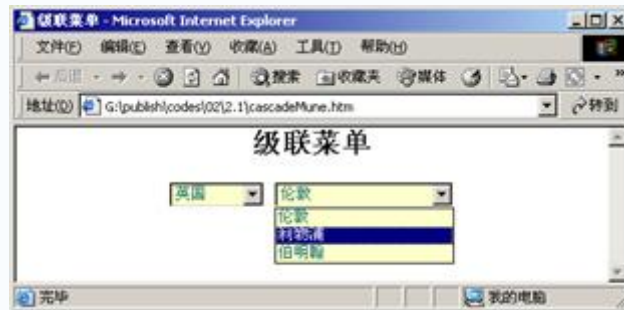 级联菜单 - Microsoft Internet Explorer
文件(F) 编辑(E) 查看(V) 收藏(A) 工具(T) 帮助(H)
后退 搜索 收藏夹 媒体 »
地址(D) G:\publish\codes\02\2.1\cascadeMune.htm 转到
级联菜单
英国 伦敦
伦敦
利物浦
伯明翰
完毕 我的电脑